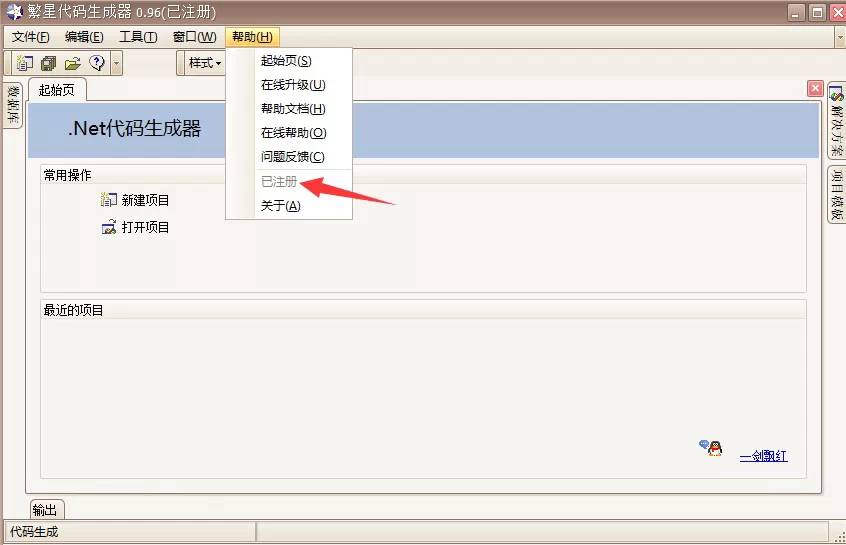 繁星代码生成器 0.96(已注册)
文件(F) 编辑(E) 工具(T) 窗口(W) 帮助(H)
样式
起始页(S)
在线升级(U)
帮助文档(H)
在线帮助(O)
问题反馈(C)
已注册
关于(A)
数据库
起始页
.Net代码生成器
常用操作
新建项目
打开项目
最近的项目
一剑飘红
解决方案
项目模板
输出
代码生成